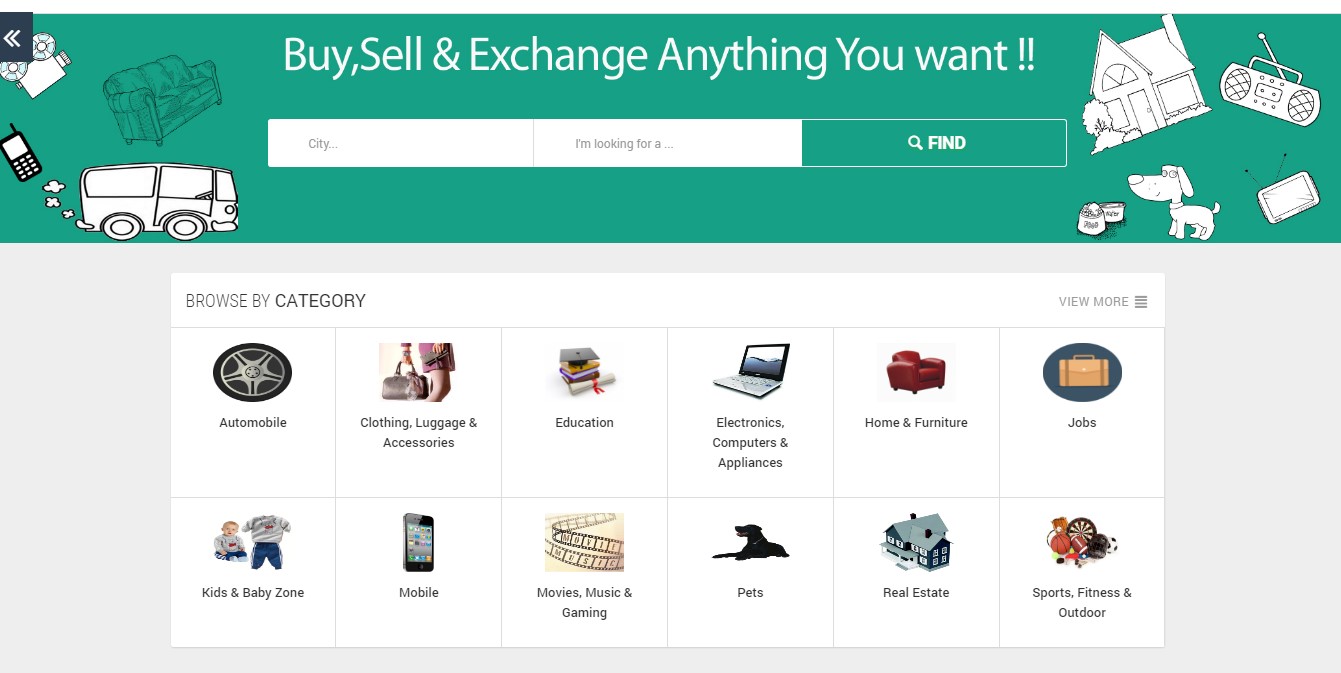 Buy,Sell & Exchange Anything You want !!
City...
I'm looking for a ...
FIND
BROWSE BY CATEGORY
VIEW MORE
Automobile
Clothing, Luggage &
Accessories
Education
Electronics,
Computers &
Appliances
Home & Furniture
Jobs
Kids & Baby Zone
Mobile
MOVIE
MUSIC
Movies, Music &
Gaming
Pets
Real Estate
Sports, Fitness &
Outdoor